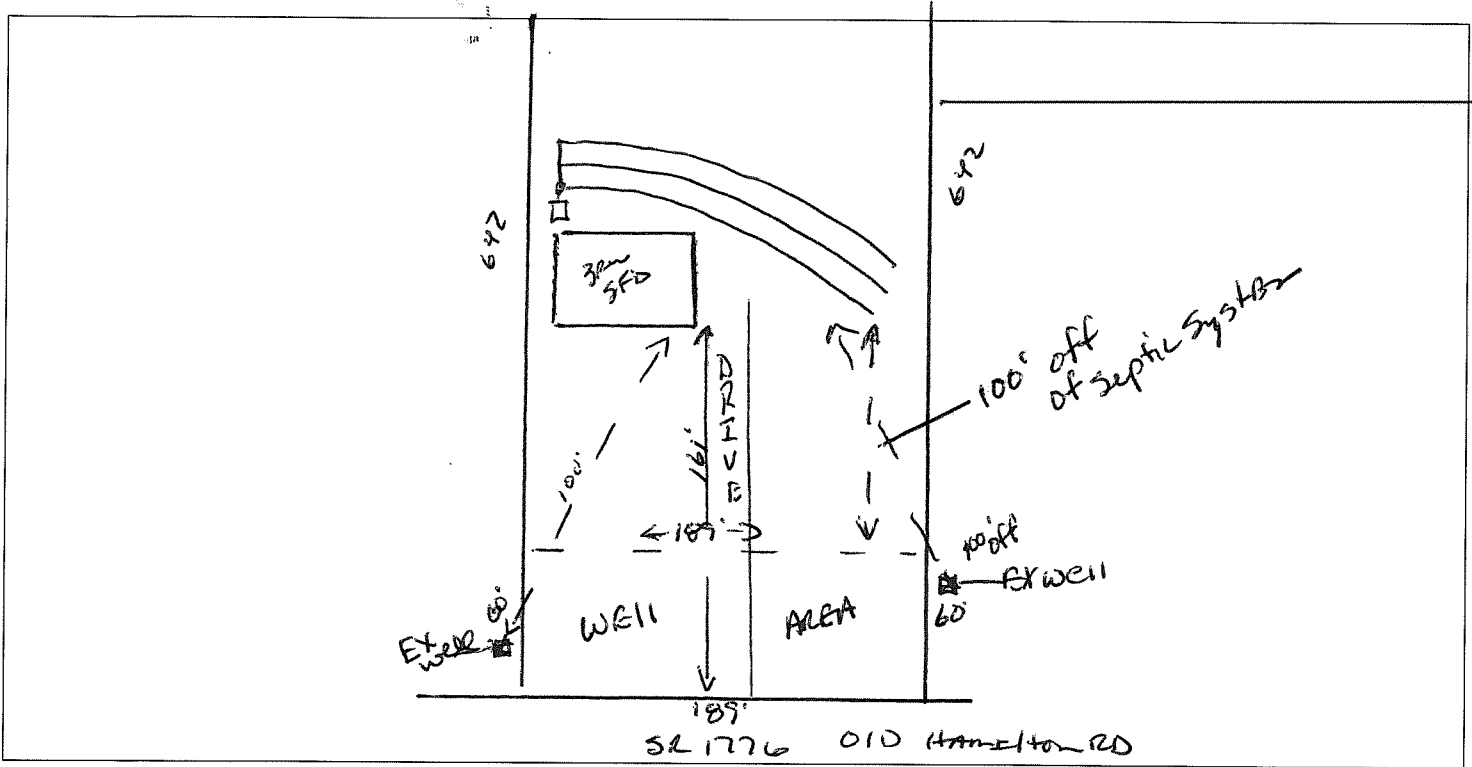 642
642
3BR
SFD
100' off
of septic system
DRIVE
161'
100'
← 189' →
100' off
EX WELL
60'
60'
EX
WELL
WELL AREA
189'
SR 1776 OLD HAMILTON RD